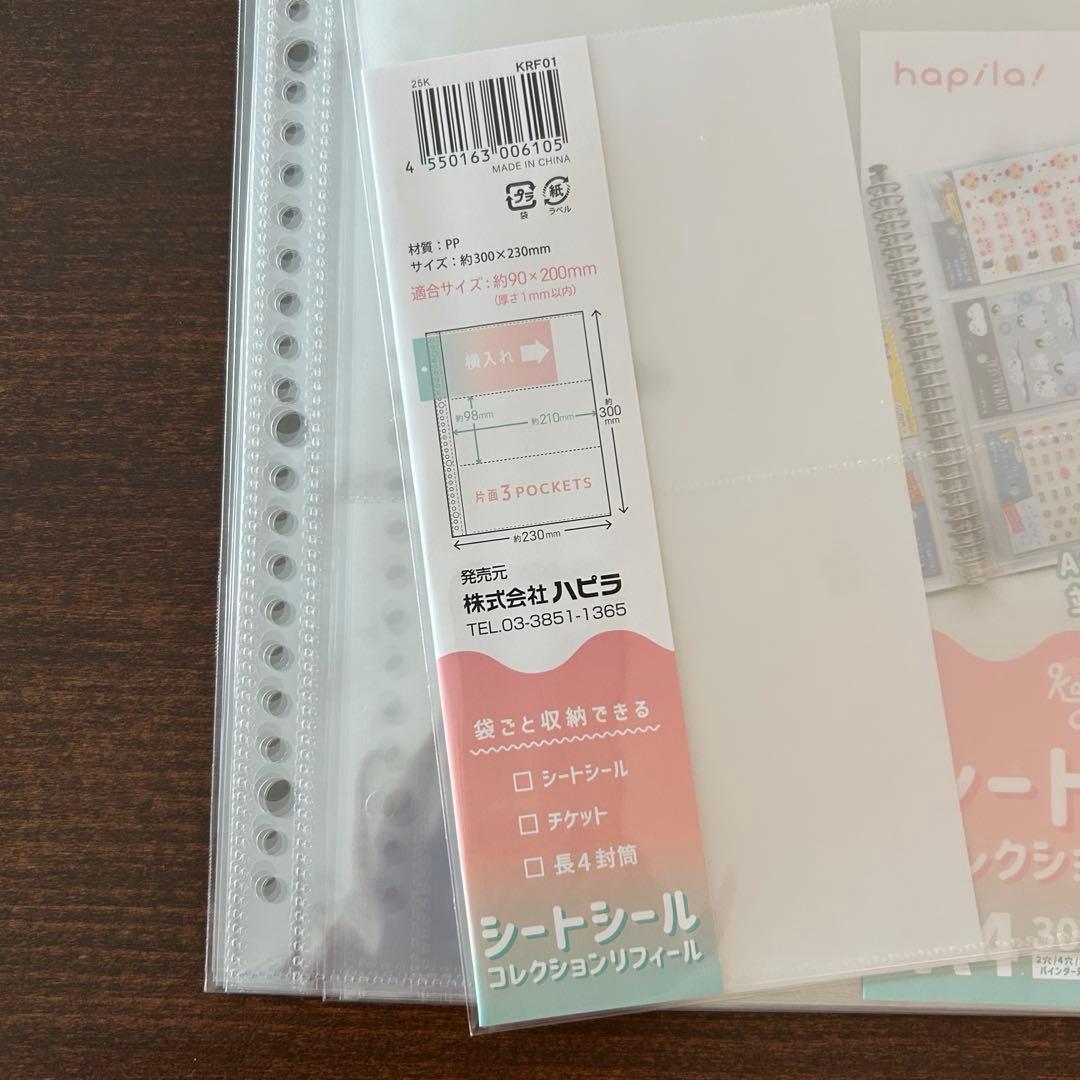 25K
KRF01
4 550163 006105
MADE IN CHINA
プラ
袋
紙
ラベル
材質：PP
サイズ：約300×230mm
適合サイズ：約90×200mm
（厚さ1mm以内）
横入れ
約98mm
約210mm
約300mm
片面3 POCKETS
約230mm
発売元
株式会社ハピラ
TEL.03-3851-1365
袋ごと収納できる
□ シートシール
□ チケット
□ 長4封筒
シートシール
コレクションリフィール
hapila!